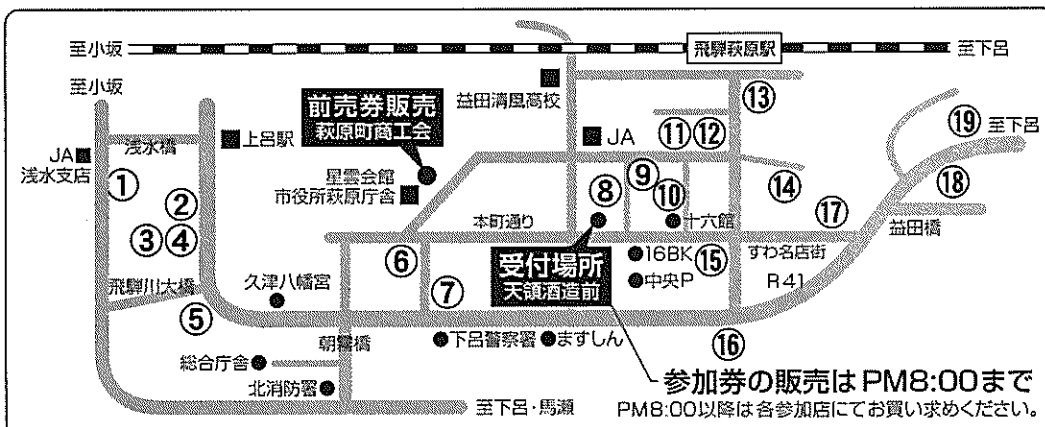 至小坂
飛騨萩原駅
至下呂
至小坂
益田清風高校
⑬
前売券販売
萩原町商工会
⑪
⑫
⑲
至下呂
JA
浅水支店
浅水橋
上呂駅
JA
①
星雲会館
市役所萩原庁舎
②
⑨
⑧
⑩
⑭
⑱
③
④
本町通り
十六館
⑰
益田橋
⑥
受付場所
天領酒造前
16BK
中央P
⑮
すわ名店街
R41
飛騨川大橋
久津八幡宮
⑦
⑤
朝霧橋
下呂警察署
ますしん
⑯
総合庁舎
北消防署
至下呂・馬瀬
参加券の販売はPM8:00まで
PM8:00以降は各参加店にてお買い求めください。